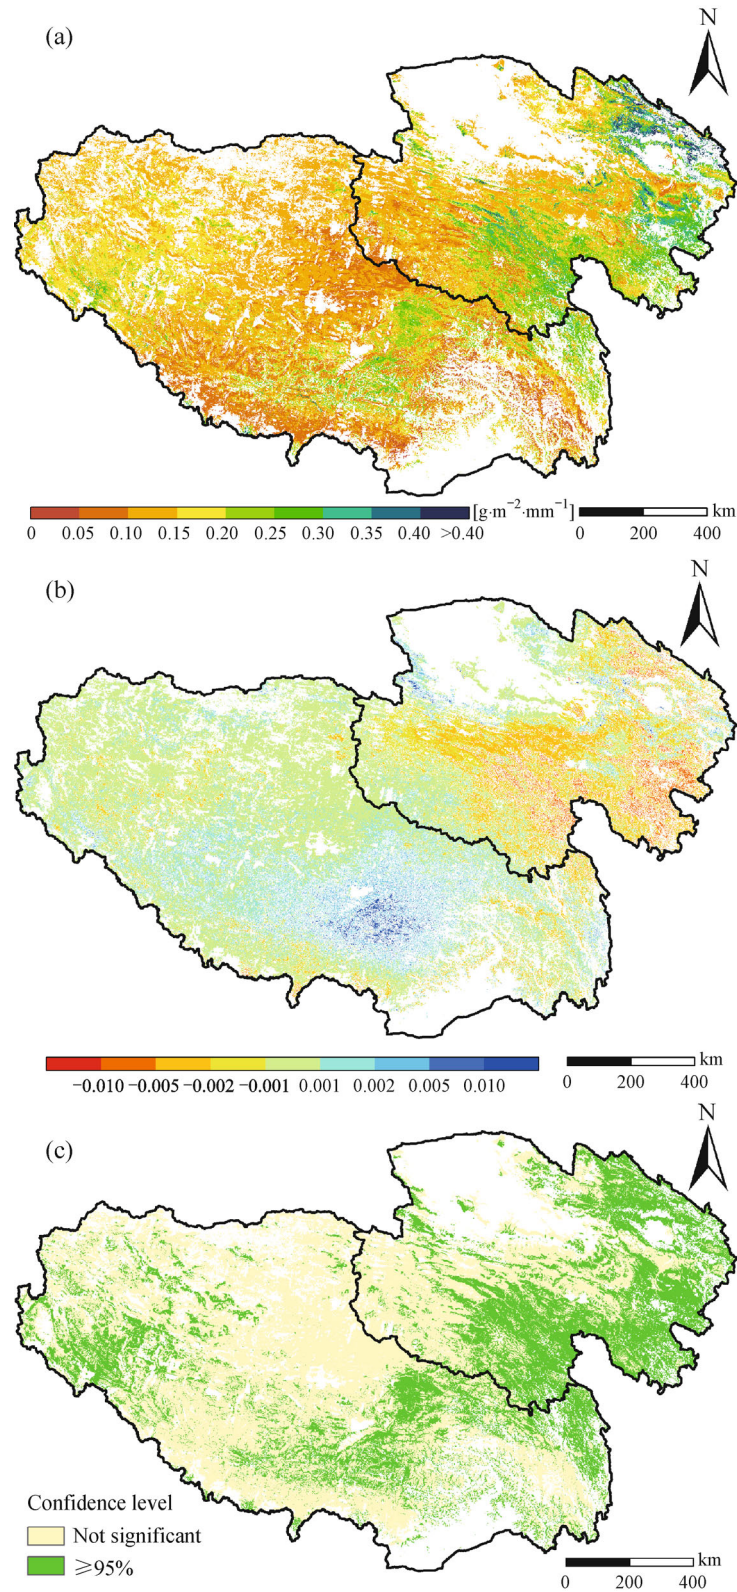 (a)
N
[g·m⁻²·mm⁻¹]
km
0 0.05 0.10 0.15 0.20 0.25 0.30 0.35 0.40 >0.40
0 200 400
(b)
N
km
−0.010 −0.005 −0.002 −0.001 0.001 0.002 0.005 0.010
0 200 400
(c)
N
Confidence level
Not significant
⩾95%
km
0 200 400